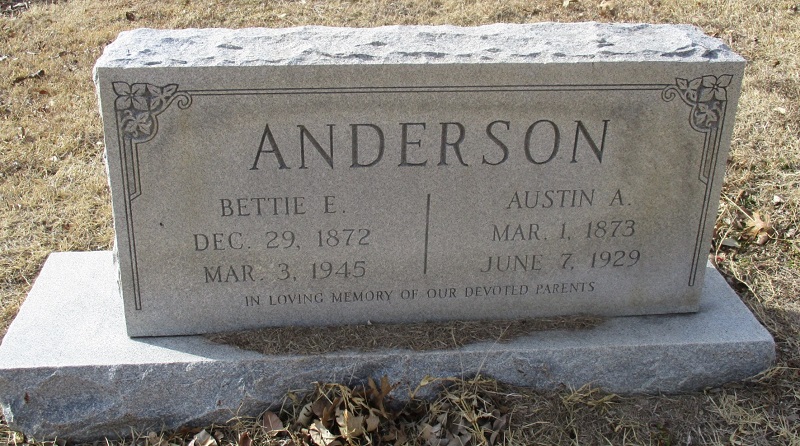 ANDERSON
BETTIE E.
DEC. 29, 1872
MAR. 3, 1945
AUSTIN A.
MAR. 1, 1873
JUNE 7, 1929
IN LOVING MEMORY OF OUR DEVOTED PARENTS